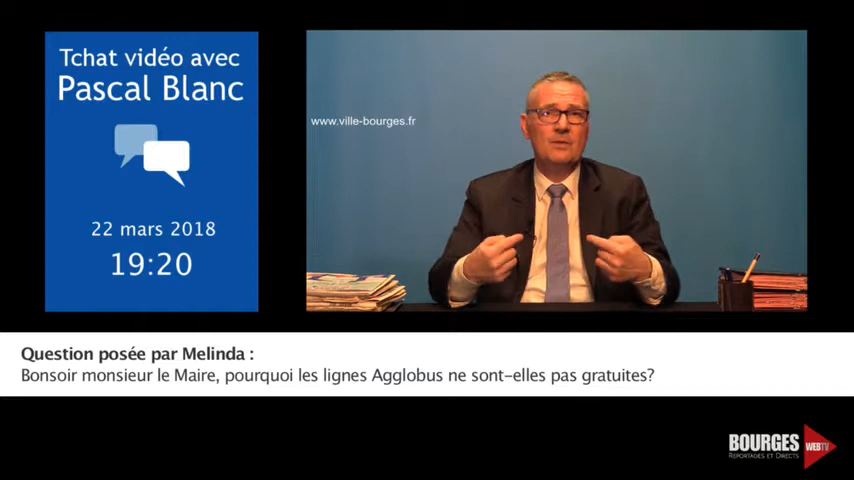 Tchat vidéo avec
Pascal Blanc
22 mars 2018
19:20
www.ville-bourges.fr
Question posée par Melinda :
Bonsoir monsieur le Maire, pourquoi les lignes Agglobus ne sont-elles pas gratuites?
BOURGES
REPORTAGES ET DIRECTS
WEBTV